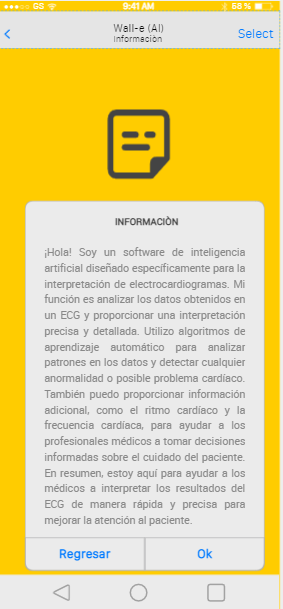 GS 9:41 AM 68 %
Wall-e (AI)
Informaciòn
Select
INFORMACIÒN
¡Hola! Soy un software de inteligencia
artificial diseñado específicamente para la
interpretación de electrocardiogramas. Mi
función es analizar los datos obtenidos en
un ECG y proporcionar una interpretación
precisa y detallada. Utilizo algoritmos de
aprendizaje automático para analizar
patrones en los datos y detectar cualquier
anormalidad o posible problema cardíaco.
También puedo proporcionar información
adicional, como el ritmo cardíaco y la
frecuencia cardíaca, para ayudar a los
profesionales médicos a tomar decisiones
informadas sobre el cuidado del paciente.
En resumen, estoy aquí para ayudar a los
médicos a interpretar los resultados del
ECG de manera rápida y precisa para
mejorar la atención al paciente.
Regresar Ok